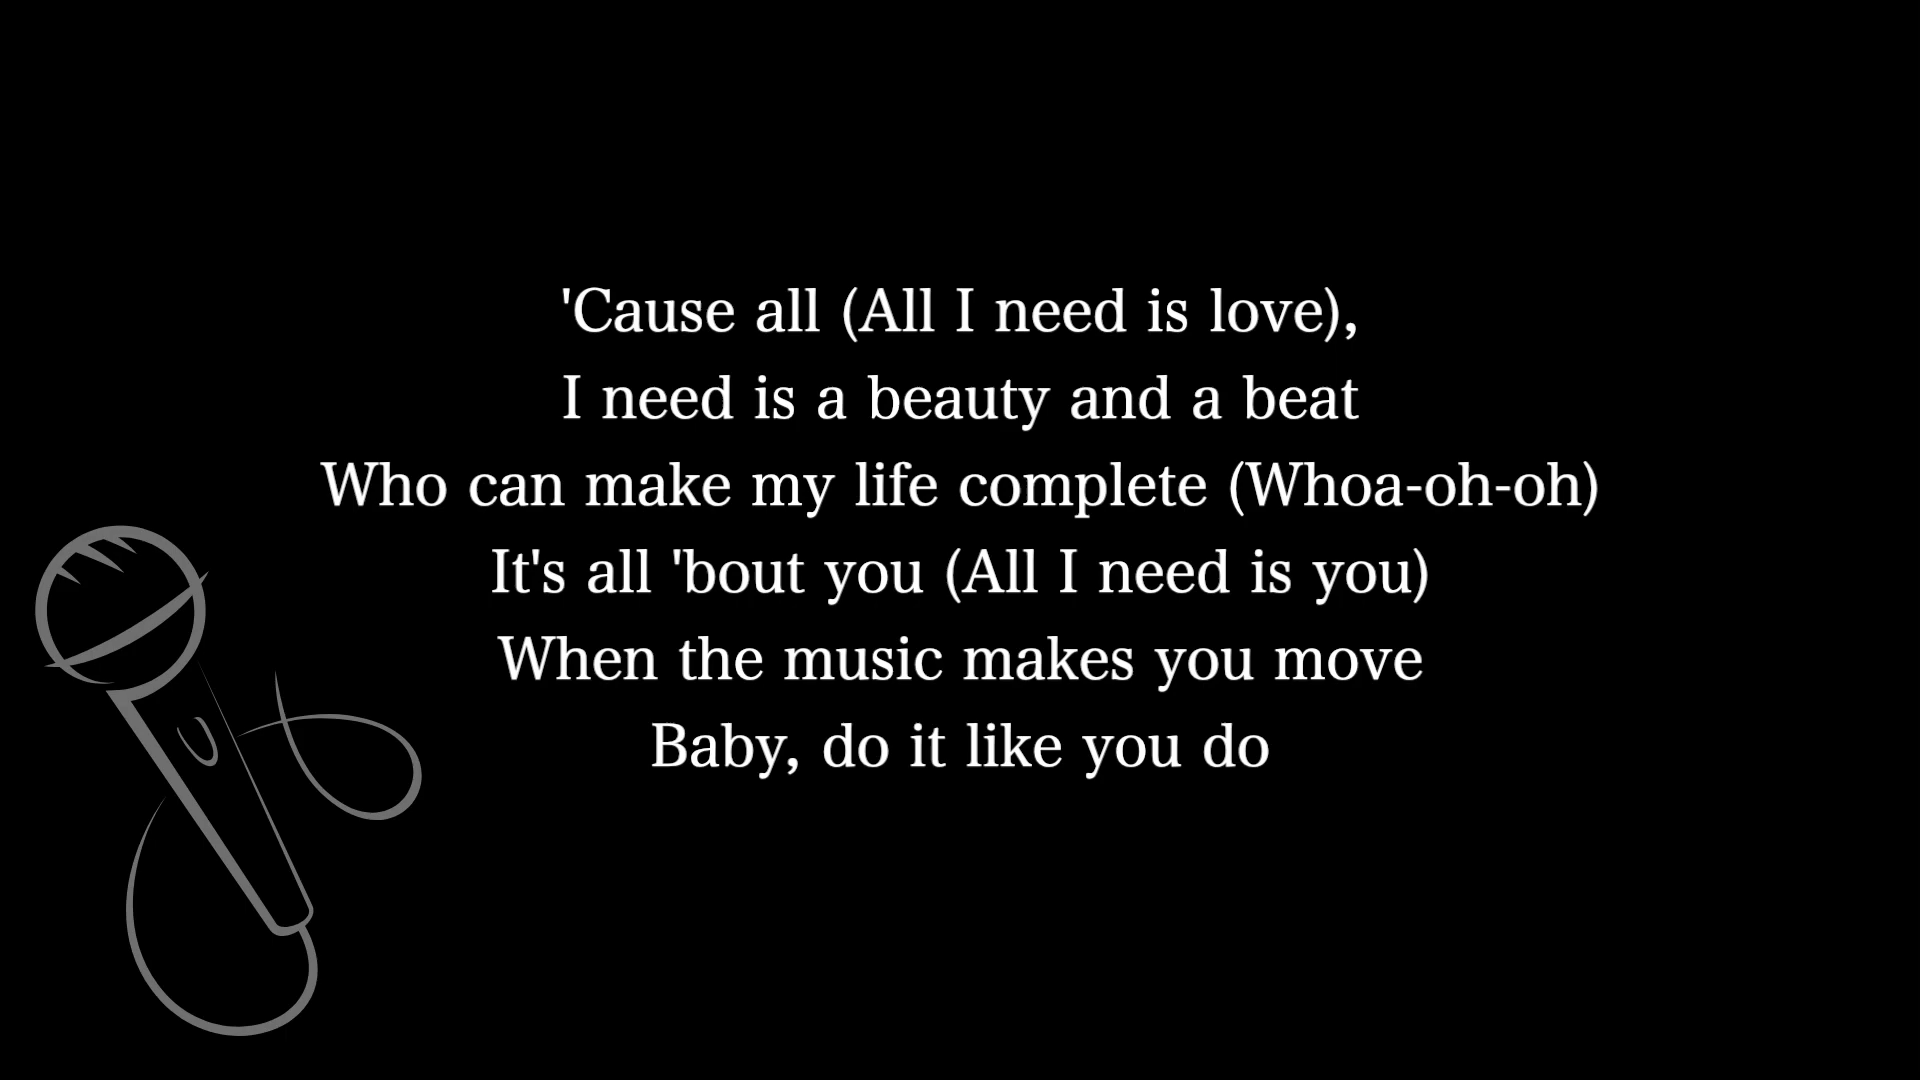 'Cause all (All I need is love),
I need is a beauty and a beat
Who can make my life complete (Whoa-oh-oh)
It's all 'bout you (All I need is you)
When the music makes you move
Baby, do it like you do